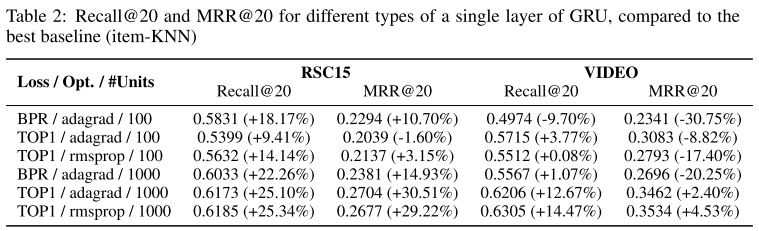 Table 2: Recall@20 and MRR@20 for different types of a single layer of GRU, compared to the
best baseline (item-KNN)
Loss / Opt. / #Units RSC15 VIDEO
Recall@20 MRR@20 Recall@20 MRR@20
BPR / adagrad / 100 0.5831 (+18.17%) 0.2294 (+10.70%) 0.4974 (-9.70%) 0.2341 (-30.75%)
TOP1 / adagrad / 100 0.5399 (+9.41%) 0.2039 (-1.60%) 0.5715 (+3.77%) 0.3083 (-8.82%)
TOP1 / rmsprop / 100 0.5632 (+14.14%) 0.2137 (+3.15%) 0.5512 (+0.08%) 0.2793 (-17.40%)
BPR / adagrad / 1000 0.6033 (+22.26%) 0.2381 (+14.93%) 0.5567 (+1.07%) 0.2696 (-20.25%)
TOP1 / adagrad / 1000 0.6173 (+25.10%) 0.2704 (+30.51%) 0.6206 (+12.67%) 0.3462 (+2.40%)
TOP1 / rmsprop / 1000 0.6185 (+25.34%) 0.2677 (+29.22%) 0.6305 (+14.47%) 0.3534 (+4.53%)